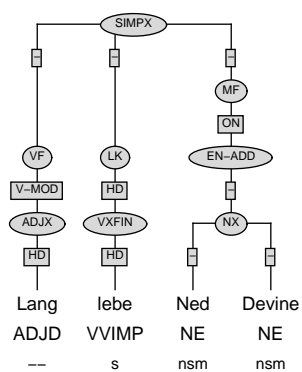 SIMPX
– – –
MF
ON
VF LK EN–ADD
V–MOD HD –
ADJX VXFIN NX
HD HD – –
Lang lebe Ned Devine
ADJD VVIMP NE NE
–– s nsm nsm